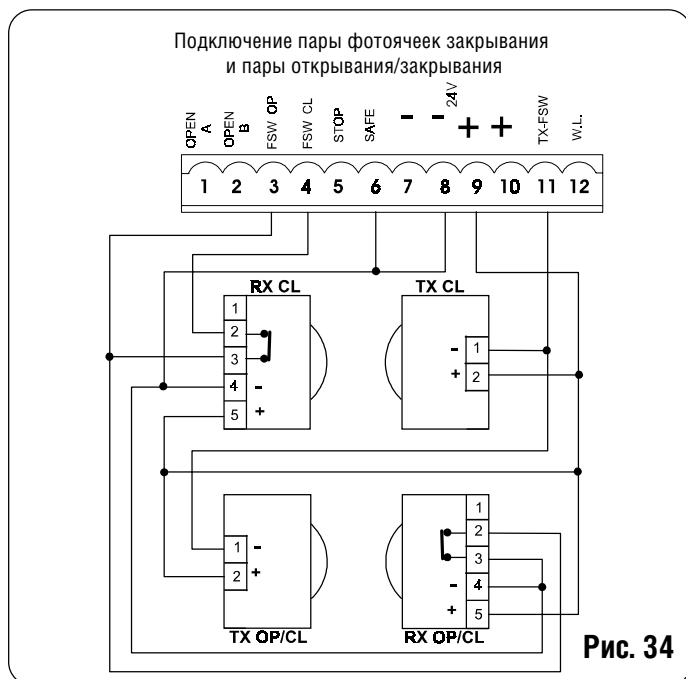 Подключение пары фотоячеек закрывания
и пары открывания/закрывания
OPEN A
OPEN B
FSW OP
FSW CL
STOP
SAFE
-
-
24V
+
+
TX-FSW
W.L.
1 2 3 4 5 6 7 8 9 10 11 12
RX CL
1
2
3
4 -
5 +
TX CL
- 1
+ 2
1 -
2 +
TX OP/CL
1
2
3
- 4
+ 5
RX OP/CL
Рис. 34